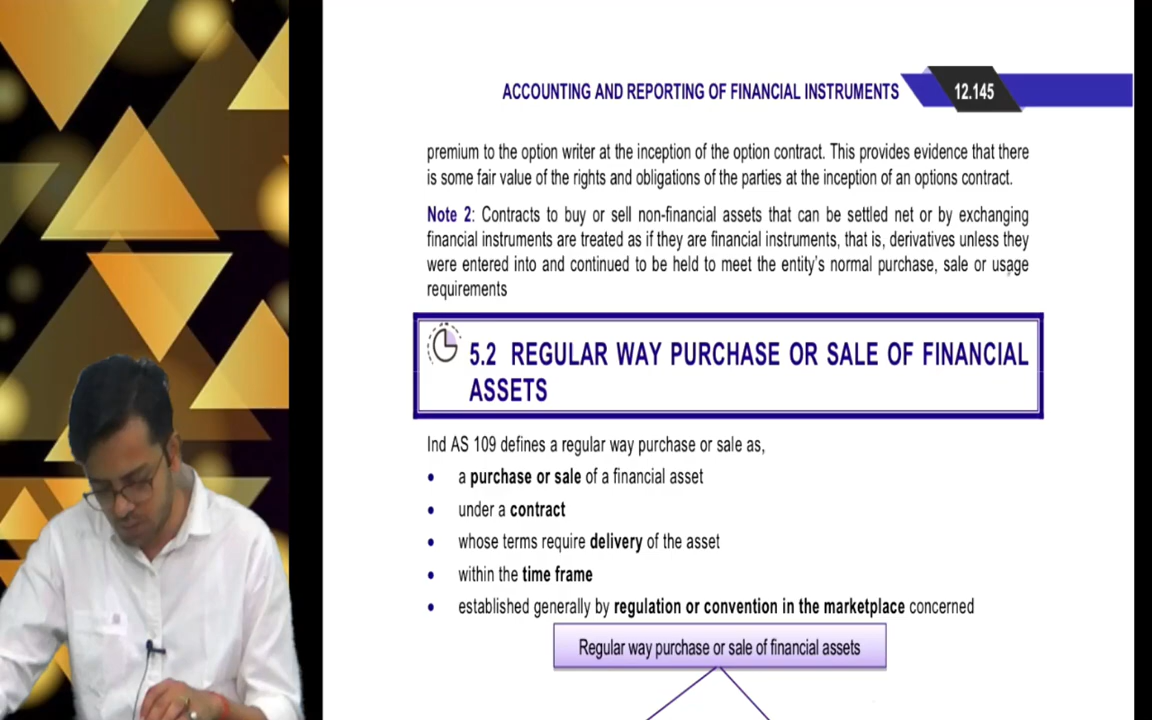 ACCOUNTING AND REPORTING OF FINANCIAL INSTRUMENTS 12.145
premium to the option writer at the inception of the option contract. This provides evidence that there
is some fair value of the rights and obligations of the parties at the inception of an options contract.
Note 2: Contracts to buy or sell non-financial assets that can be settled net or by exchanging
financial instruments are treated as if they are financial instruments, that is, derivatives unless they
were entered into and continued to be held to meet the entity's normal purchase, sale or usage
requirements
5.2 REGULAR WAY PURCHASE OR SALE OF FINANCIAL
ASSETS
Ind AS 109 defines a regular way purchase or sale as,
• a purchase or sale of a financial asset
• under a contract
• whose terms require delivery of the asset
• within the time frame
• established generally by regulation or convention in the marketplace concerned
Regular way purchase or sale of financial assets